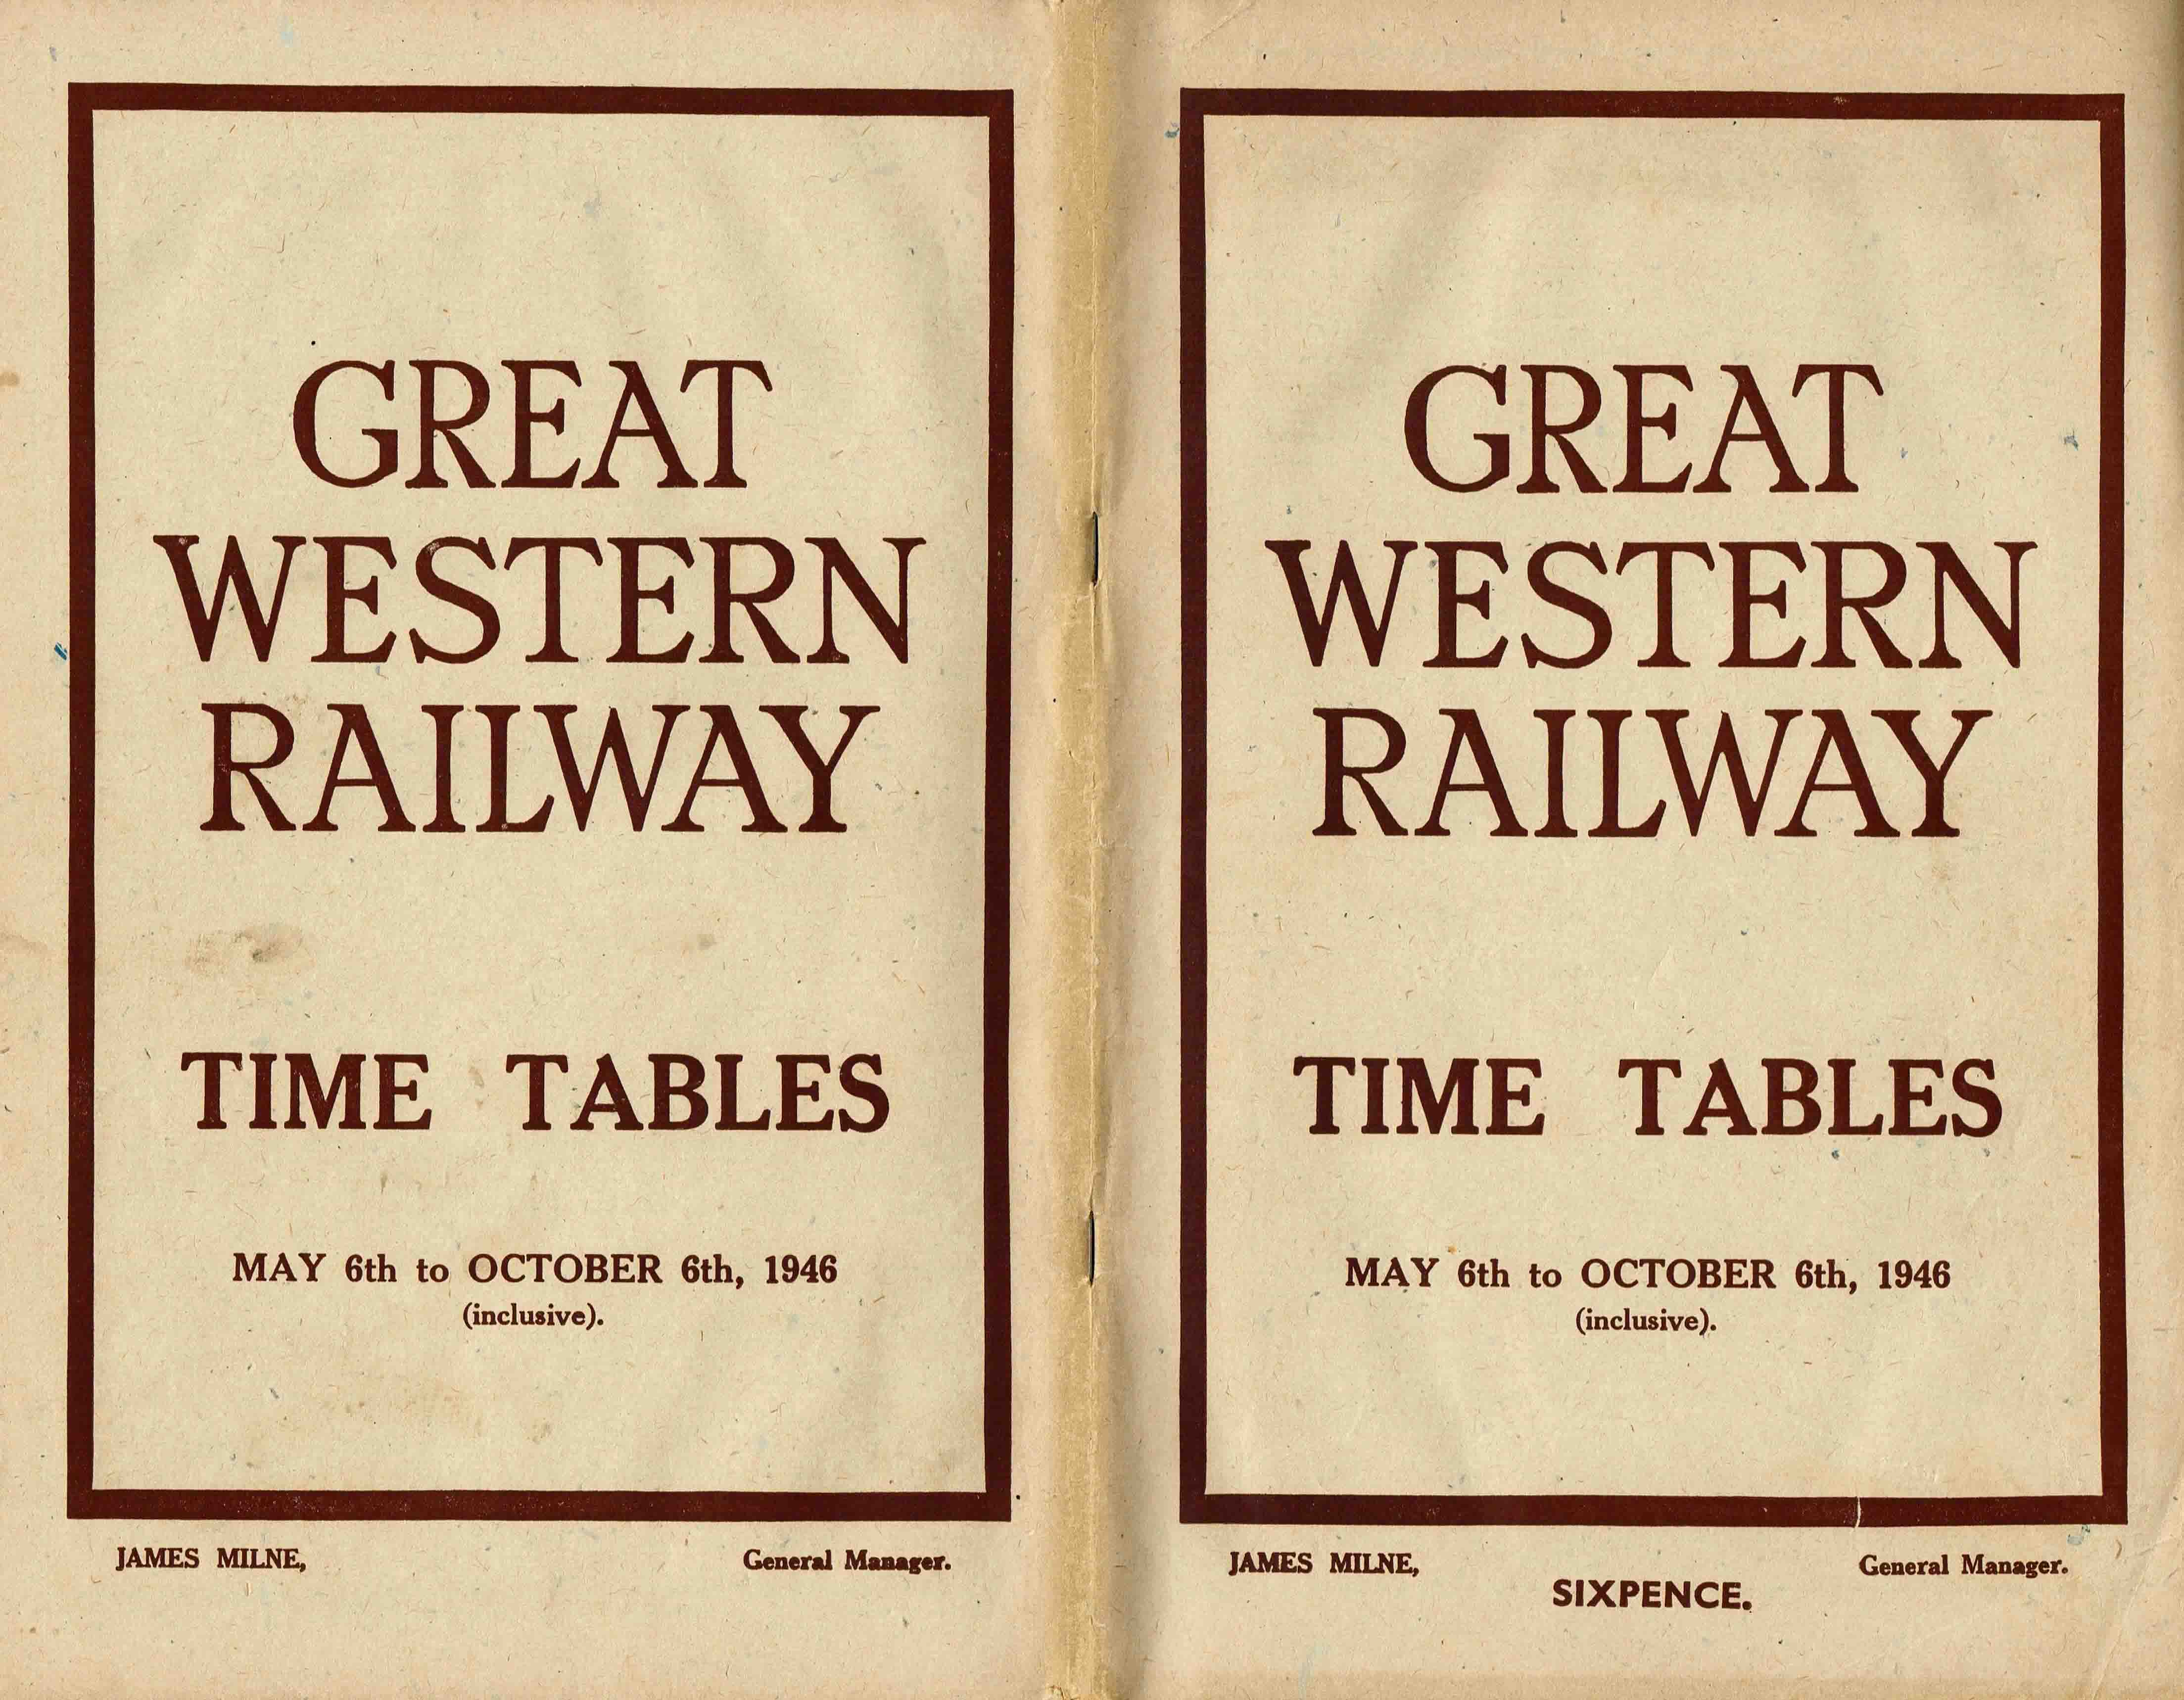 GREAT
WESTERN
RAILWAY
TIME TABLES
MAY 6th to OCTOBER 6th, 1946
(inclusive).
JAMES MILNE, General Manager.
GREAT
WESTERN
RAILWAY
TIME TABLES
MAY 6th to OCTOBER 6th, 1946
(inclusive).
JAMES MILNE, General Manager.
SIXPENCE.